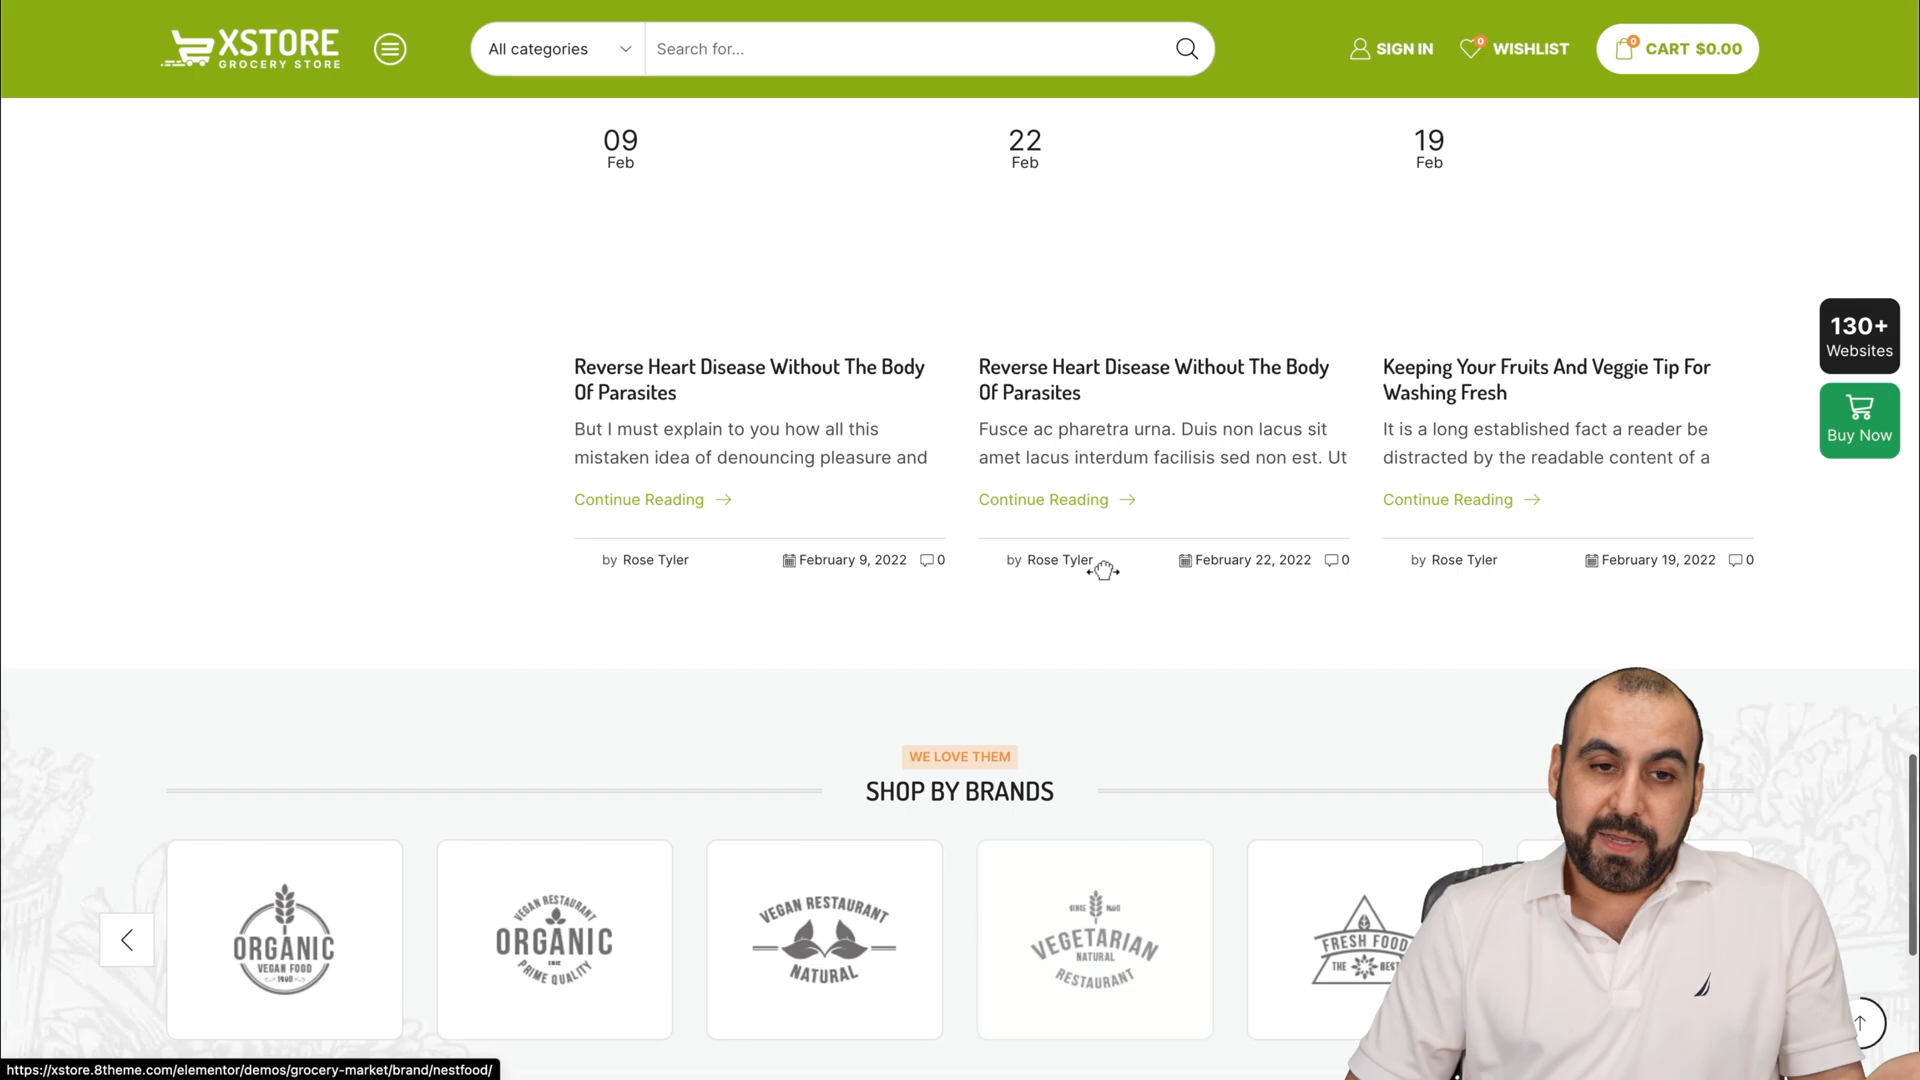 XSTORE
GROCERY STORE
All categories
Search for...
SIGN IN
0
WISHLIST
0
CART $0.00
09
Feb
22
Feb
19
Feb
130+
Websites
Buy Now
Reverse Heart Disease Without The Body
Of Parasites
But I must explain to you how all this
mistaken idea of denouncing pleasure and
Continue Reading
by Rose Tyler
February 9, 2022
0
Reverse Heart Disease Without The Body
Of Parasites
Fusce ac pharetra urna. Duis non lacus sit
amet lacus interdum facilisis sed non est. Ut
Continue Reading
by Rose Tyler
February 22, 2022
0
Keeping Your Fruits And Veggie Tip For
Washing Fresh
It is a long established fact a reader be
distracted by the readable content of a
Continue Reading
by Rose Tyler
February 19, 2022
0
WE LOVE THEM
SHOP BY BRANDS
ORGANIC
VEGAN FOOD
1960
VEGAN RESTAURANT
ORGANIC
SINCE
PRIME QUALITY
VEGAN RESTAURANT
NATURAL
SINCE 1960
VEGETARIAN
NATURAL
RESTAURANT
FRESH FOOD
THE BEST
https://xstore.8theme.com/elementor/demos/grocery-market/brand/nestfood/